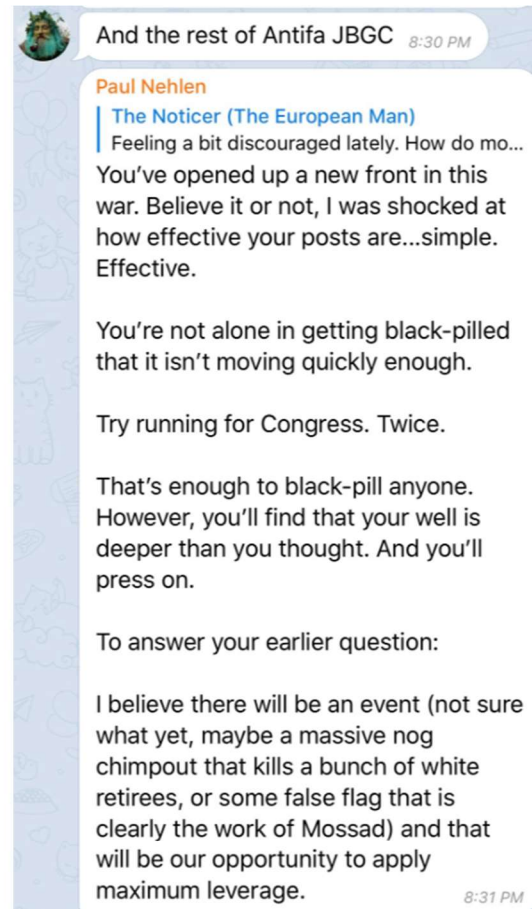 And the rest of Antifa JBGC 8:30 PM
Paul Nehlen
The Noticer (The European Man)
Feeling a bit discouraged lately. How do mo...
You’ve opened up a new front in this
war. Believe it or not, I was shocked at
how effective your posts are...simple.
Effective.
You’re not alone in getting black-pilled
that it isn’t moving quickly enough.
Try running for Congress. Twice.
That’s enough to black-pill anyone.
However, you’ll find that your well is
deeper than you thought. And you’ll
press on.
To answer your earlier question:
I believe there will be an event (not sure
what yet, maybe a massive nog
chimpout that kills a bunch of white
retirees, or some false flag that is
clearly the work of Mossad) and that
will be our opportunity to apply
maximum leverage. 8:31 PM